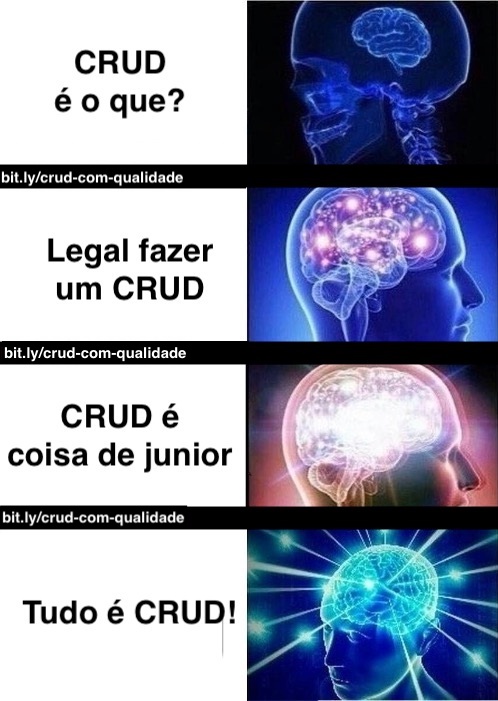 CRUD
é o que?
bit.ly/crud-com-qualidade
Legal fazer
um CRUD
bit.ly/crud-com-qualidade
CRUD é
coisa de junior
bit.ly/crud-com-qualidade
Tudo é CRUD!